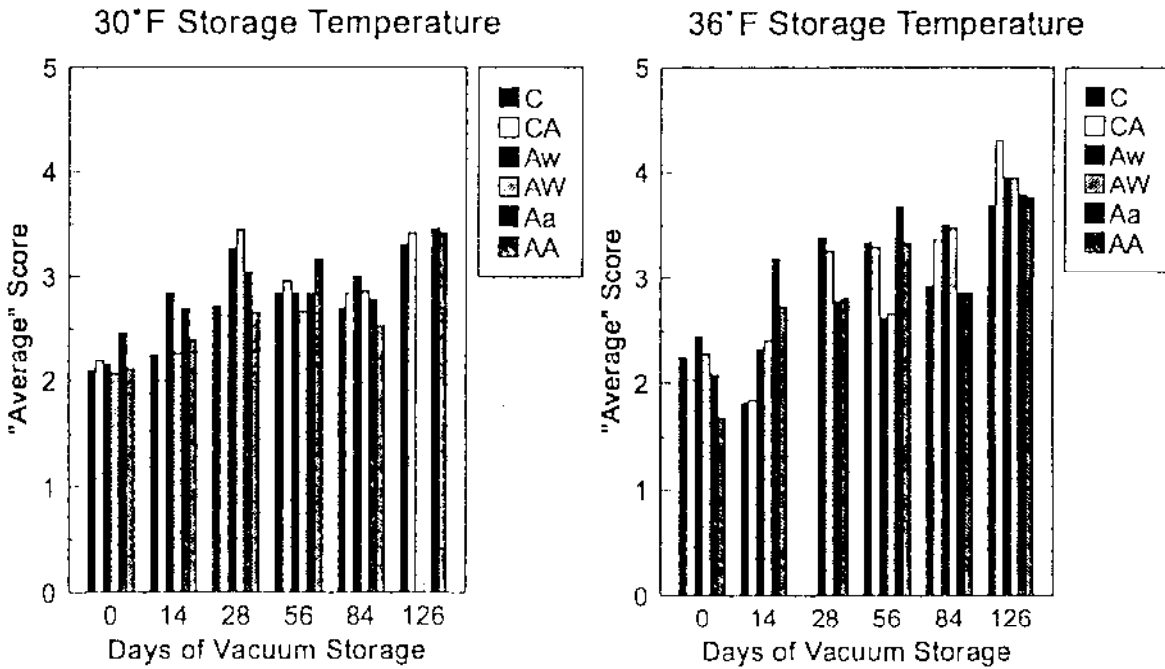 30°F Storage Temperature
5
4
3
2
1
0
"Average" Score
0 14 28 56 84 126
Days of Vacuum Storage
C
CA
Aw
AW
Aa
AA
36°F Storage Temperature
5
4
3
2
1
0
"Average" Score
0 14 28 56 84 126
Days of Vacuum Storage
C
CA
Aw
AW
Aa
AA